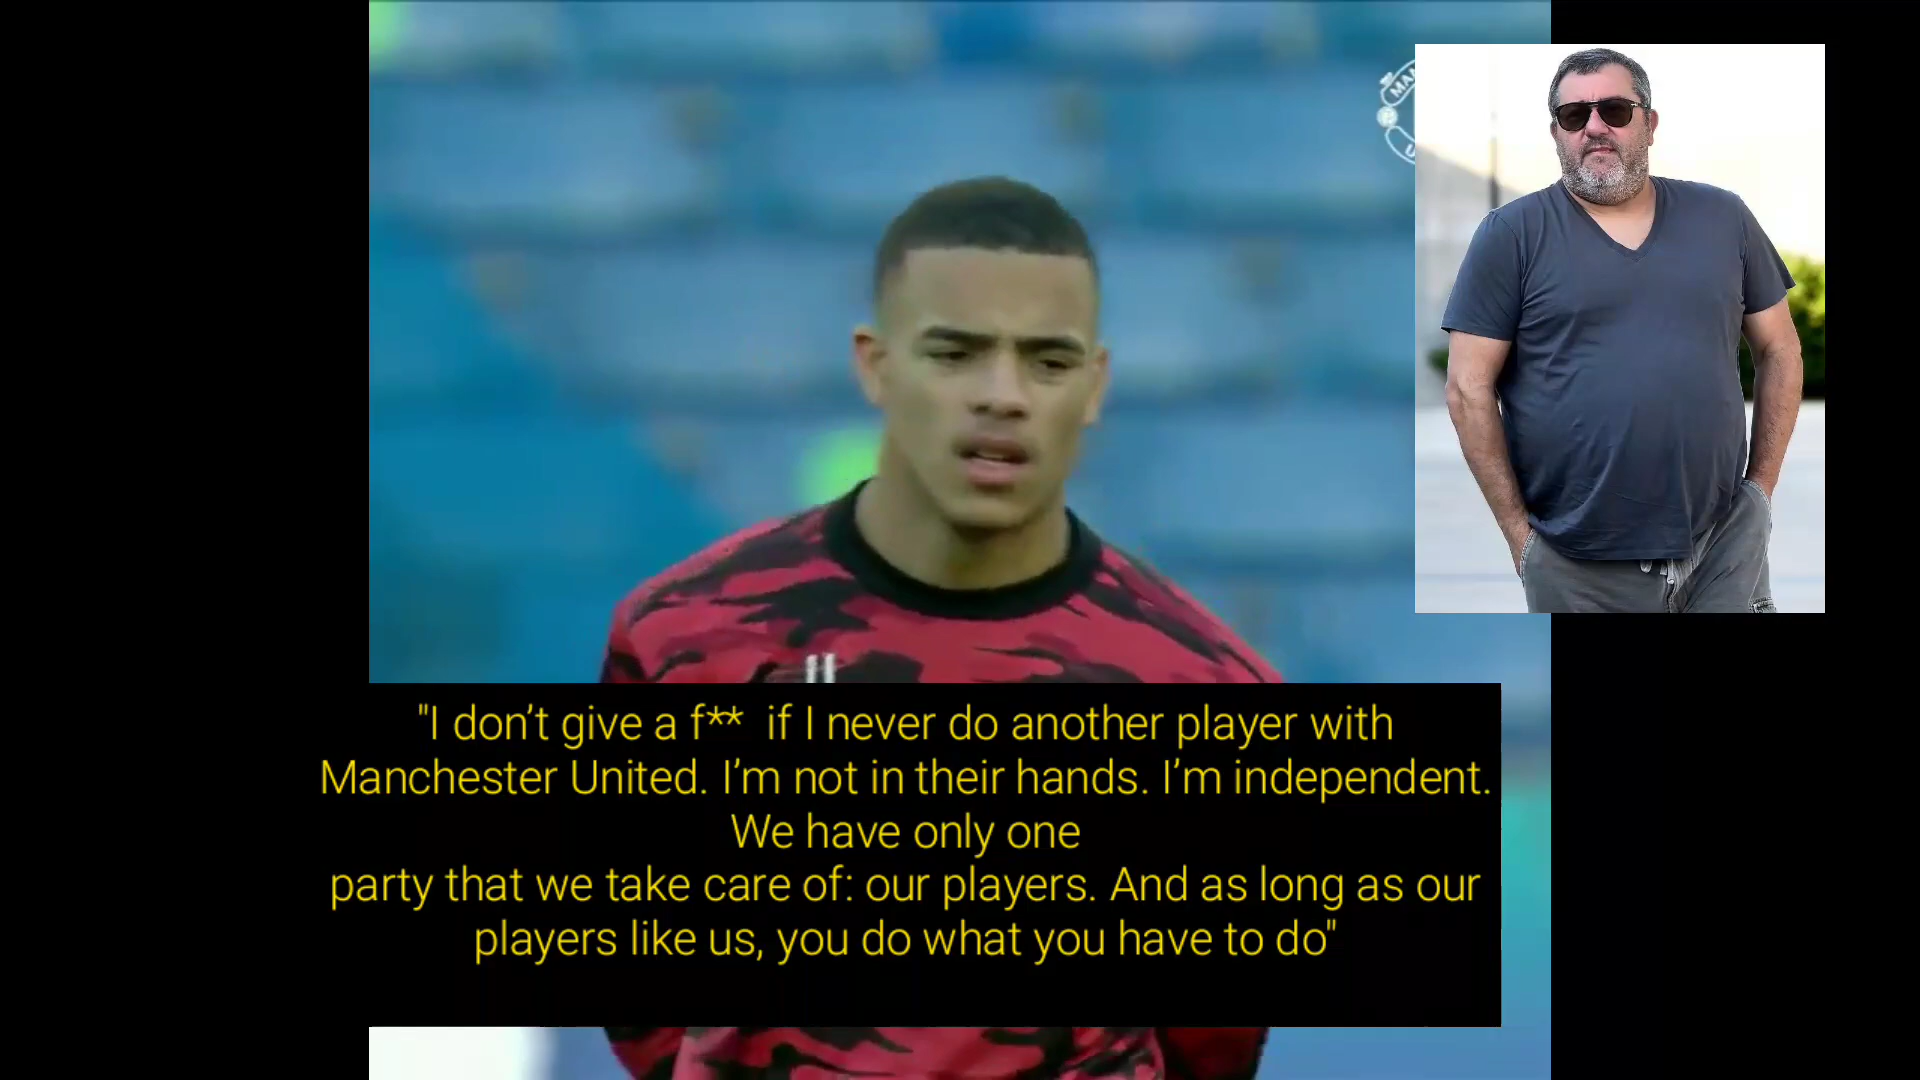 MAN
U
"I don’t give a f**  if I never do another player with
Manchester United. I’m not in their hands. I’m independent.
We have only one
party that we take care of: our players. And as long as our
players like us, you do what you have to do"